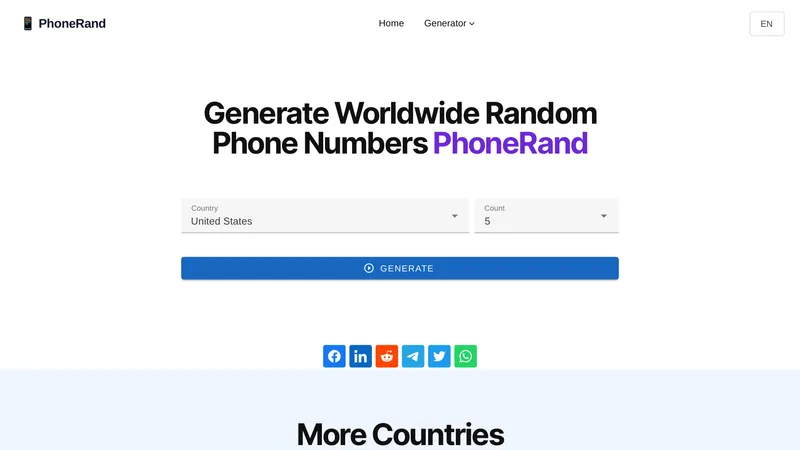 PhoneRand
Home
Generator
EN
Generate Worldwide Random
Phone Numbers PhoneRand
Country
United States
Count
5
GENERATE
More Countries